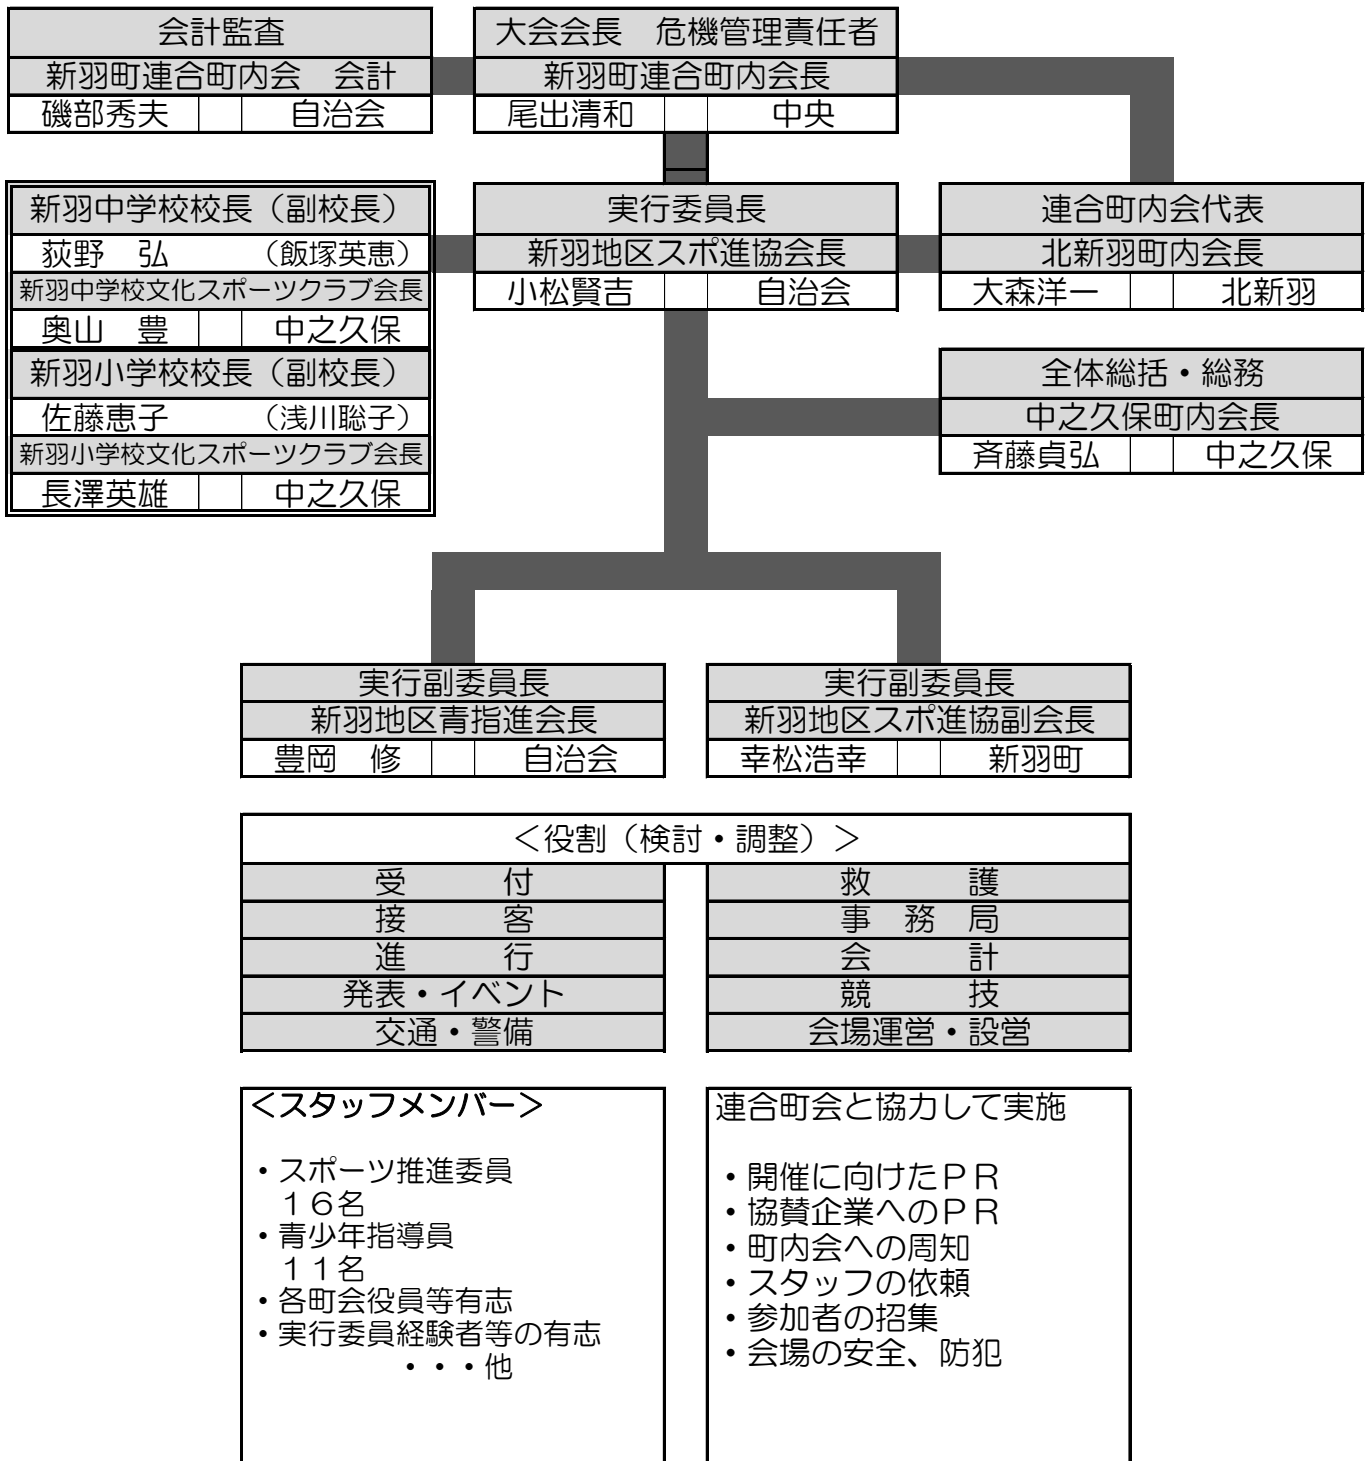 会計監査
新羽町連合町内会　会計
磯部秀夫　自治会
大会会長　危機管理責任者
新羽町連合町内会長
尾出清和　中央
新羽中学校校長（副校長）
荻野　弘　（飯塚英恵）
新羽中学校文化スポーツクラブ会長
奥山　豊　中之久保
新羽小学校校長（副校長）
佐藤恵子　（浅川聡子）
新羽小学校文化スポーツクラブ会長
長澤英雄　中之久保
実行委員長
新羽地区スポ進協会長
小松賢吉　自治会
連合町内会代表
北新羽町内会長
大森洋一　北新羽
全体総括・総務
中之久保町内会長
斉藤貞弘　中之久保
実行副委員長
新羽地区青指進会長
豊岡　修　自治会
実行副委員長
新羽地区スポ進協副会長
幸松浩幸　新羽町
＜役割（検討・調整）＞
受　　　付
接　　　客
進　　　行
発表・イベント
交通・警備
救　　　護
事　務　局
会　　　計
競　　　技
会場運営・設営
＜スタッフメンバー＞
・スポーツ推進委員
１６名
・青少年指導員
１１名
・各町会役員等有志
・実行委員経験者等の有志
・・・他
連合町会と協力して実施
・開催に向けたＰＲ
・協賛企業へのＰＲ
・町内会への周知
・スタッフの依頼
・参加者の招集
・会場の安全、防犯